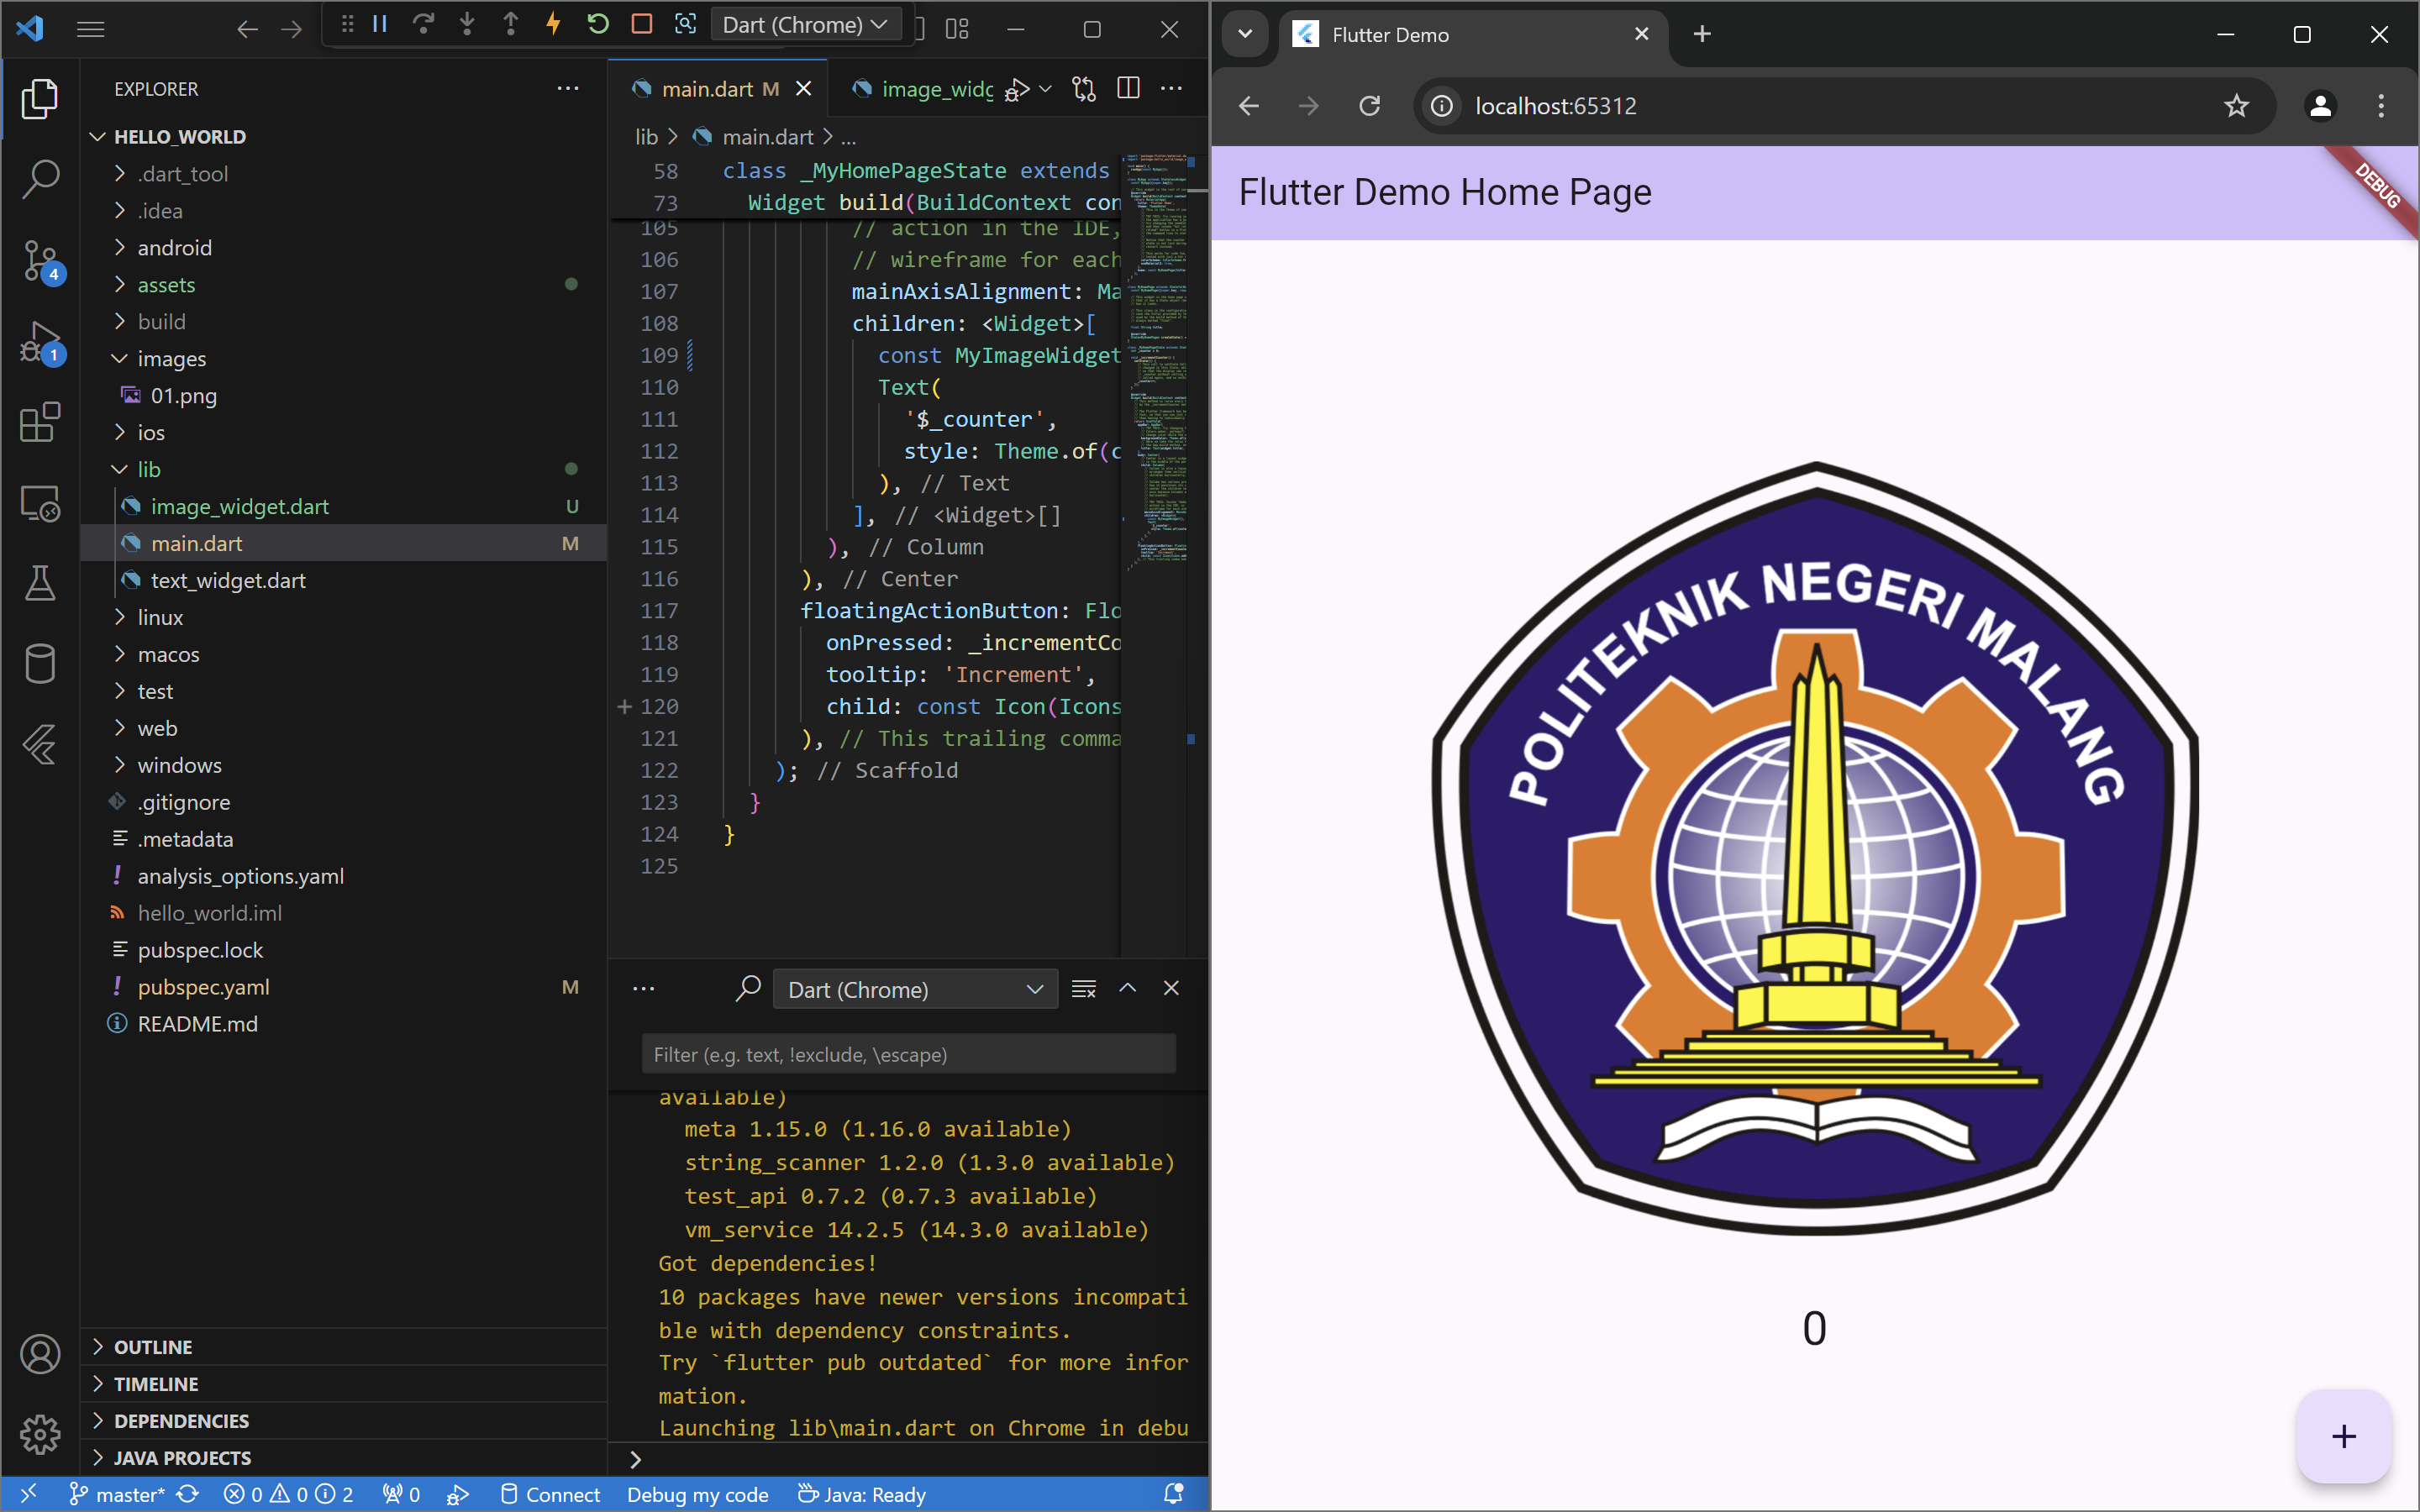 Dart (Chrome)
EXPLORER
HELLO_WORLD
.dart_tool
.idea
android
assets
build
images
01.png
ios
lib
image_widget.dart U
main.dart M
text_widget.dart
linux
macos
test
web
windows
.gitignore
.metadata
analysis_options.yaml
hello_world.iml
pubspec.lock
pubspec.yaml M
README.md
OUTLINE
TIMELINE
DEPENDENCIES
JAVA PROJECTS
4
1
main.dart M
image_widg
lib > main.dart > ...
58 class _MyHomePageState extends
73 Widget build(BuildContext con
105 // action in the IDE,
106 // wireframe for each
107 mainAxisAlignment: Ma
108 children: <Widget>[
109 const MyImageWidget
110 Text(
111 '$_counter',
112 style: Theme.of(c
113 ), // Text
114 ], // <Widget>[]
115 ), // Column
116 ), // Center
117 floatingActionButton: Flo
118 onPressed: _incrementCo
119 tooltip: 'Increment',
120 child: const Icon(Icons
121 ), // This trailing comma
122 ); // Scaffold
123 }
124 }
125
Dart (Chrome)
Filter (e.g. text, !exclude, \escape)
available)
meta 1.15.0 (1.16.0 available)
string_scanner 1.2.0 (1.3.0 available)
test_api 0.7.2 (0.7.3 available)
vm_service 14.2.5 (14.3.0 available)
Got dependencies!
10 packages have newer versions incompati
ble with dependency constraints.
Try `flutter pub outdated` for more infor
mation.
Launching lib\main.dart on Chrome in debu
master* 0 0 2 0 Connect Debug my code Java: Ready
Flutter Demo
localhost:65312
Flutter Demo Home Page
DEBUG
POLITEKNIK NEGERI MALANG
0